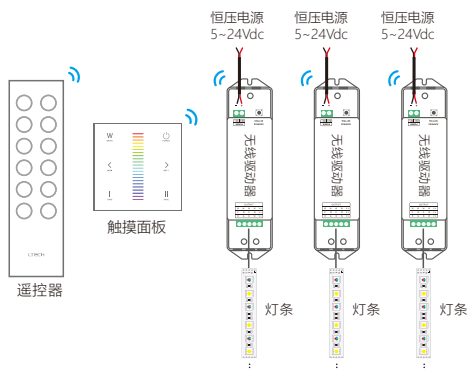 恒压电源 恒压电源 恒压电源
5~24Vdc 5~24Vdc 5~24Vdc
W
I II
LTECH
遥控器
触摸面板
无线驱动器
无线驱动器
无线驱动器
灯条 灯条 灯条